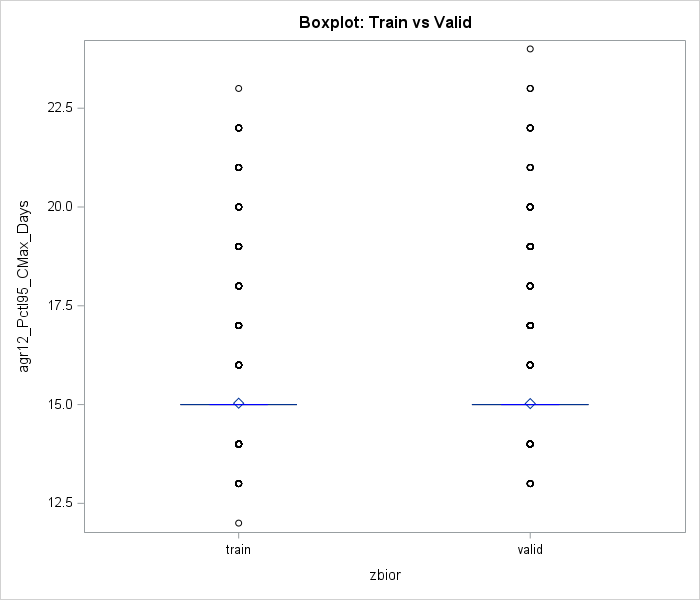 Boxplot: Train vs Valid
22.5
20.0
17.5
15.0
12.5
agr12_Pctl95_CMax_Days
train
valid
zbior